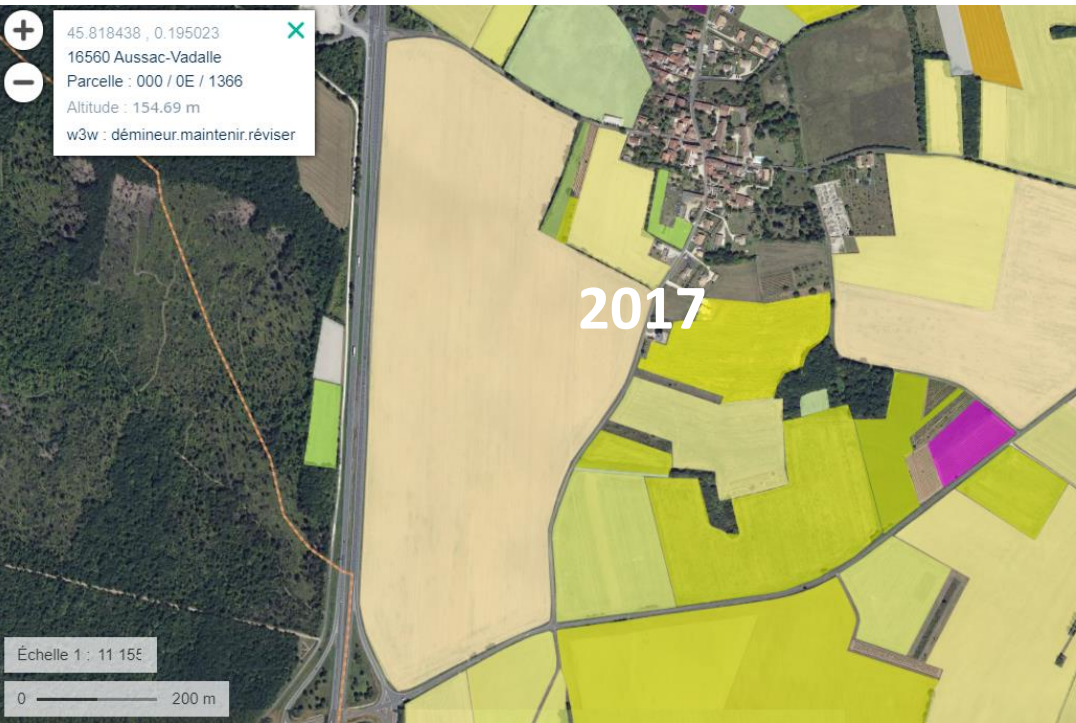 45.818438 , 0.195023
16560 Aussac-Vadalle
Parcelle : 000 / 0E / 1366
Altitude : 154.69 m
w3w : démineur.maintenir.réviser
2017
Échelle 1 : 11 155
0 200 m